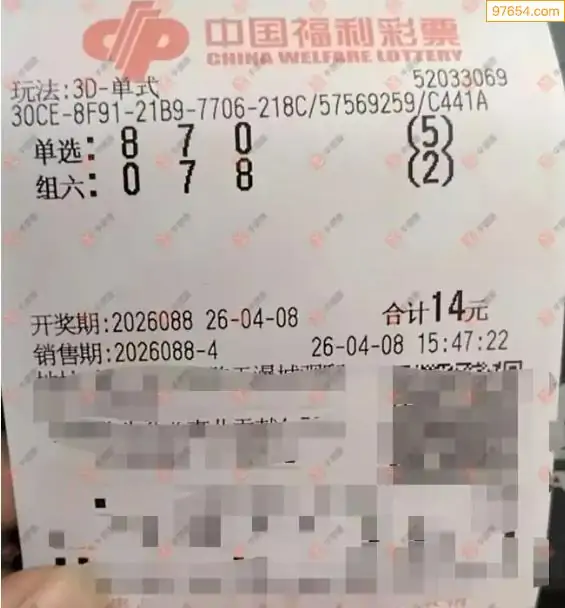 97654.com
中国福利彩票
CHINA WELFARE LOTTERY
玩法:3D-单式 52033069
30CE-8F91-21B9-7706-218C/57569259/C441A
单选: 8 7 0 (5)
组六: 0 7 8 (2)
开奖期:2026088 26-04-08 合计14元
销售期:2026088-4 26-04-08 15:47:22